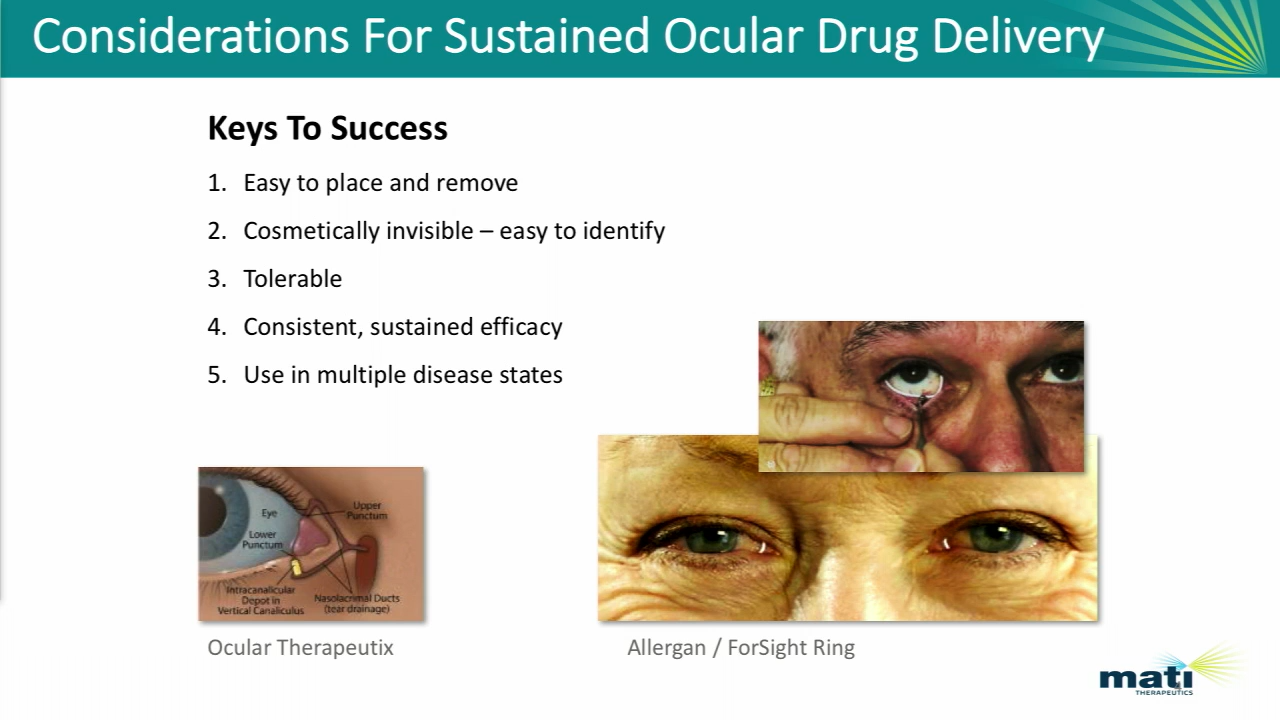 Considerations For Sustained Ocular Drug Delivery
Keys To Success
1. Easy to place and remove
2. Cosmetically invisible – easy to identify
3. Tolerable
4. Consistent, sustained efficacy
5. Use in multiple disease states
Eye
Upper
Punctum
Lower
Punctum
Intracanalicular
Depot in
Vertical Canaliculus
Nasolacrimal Ducts
(tear drainage)
Ocular Therapeutix
Allergan / ForSight Ring
mati
THERAPEUTICS